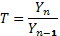 T = Yₙ / Yₙ₋₁